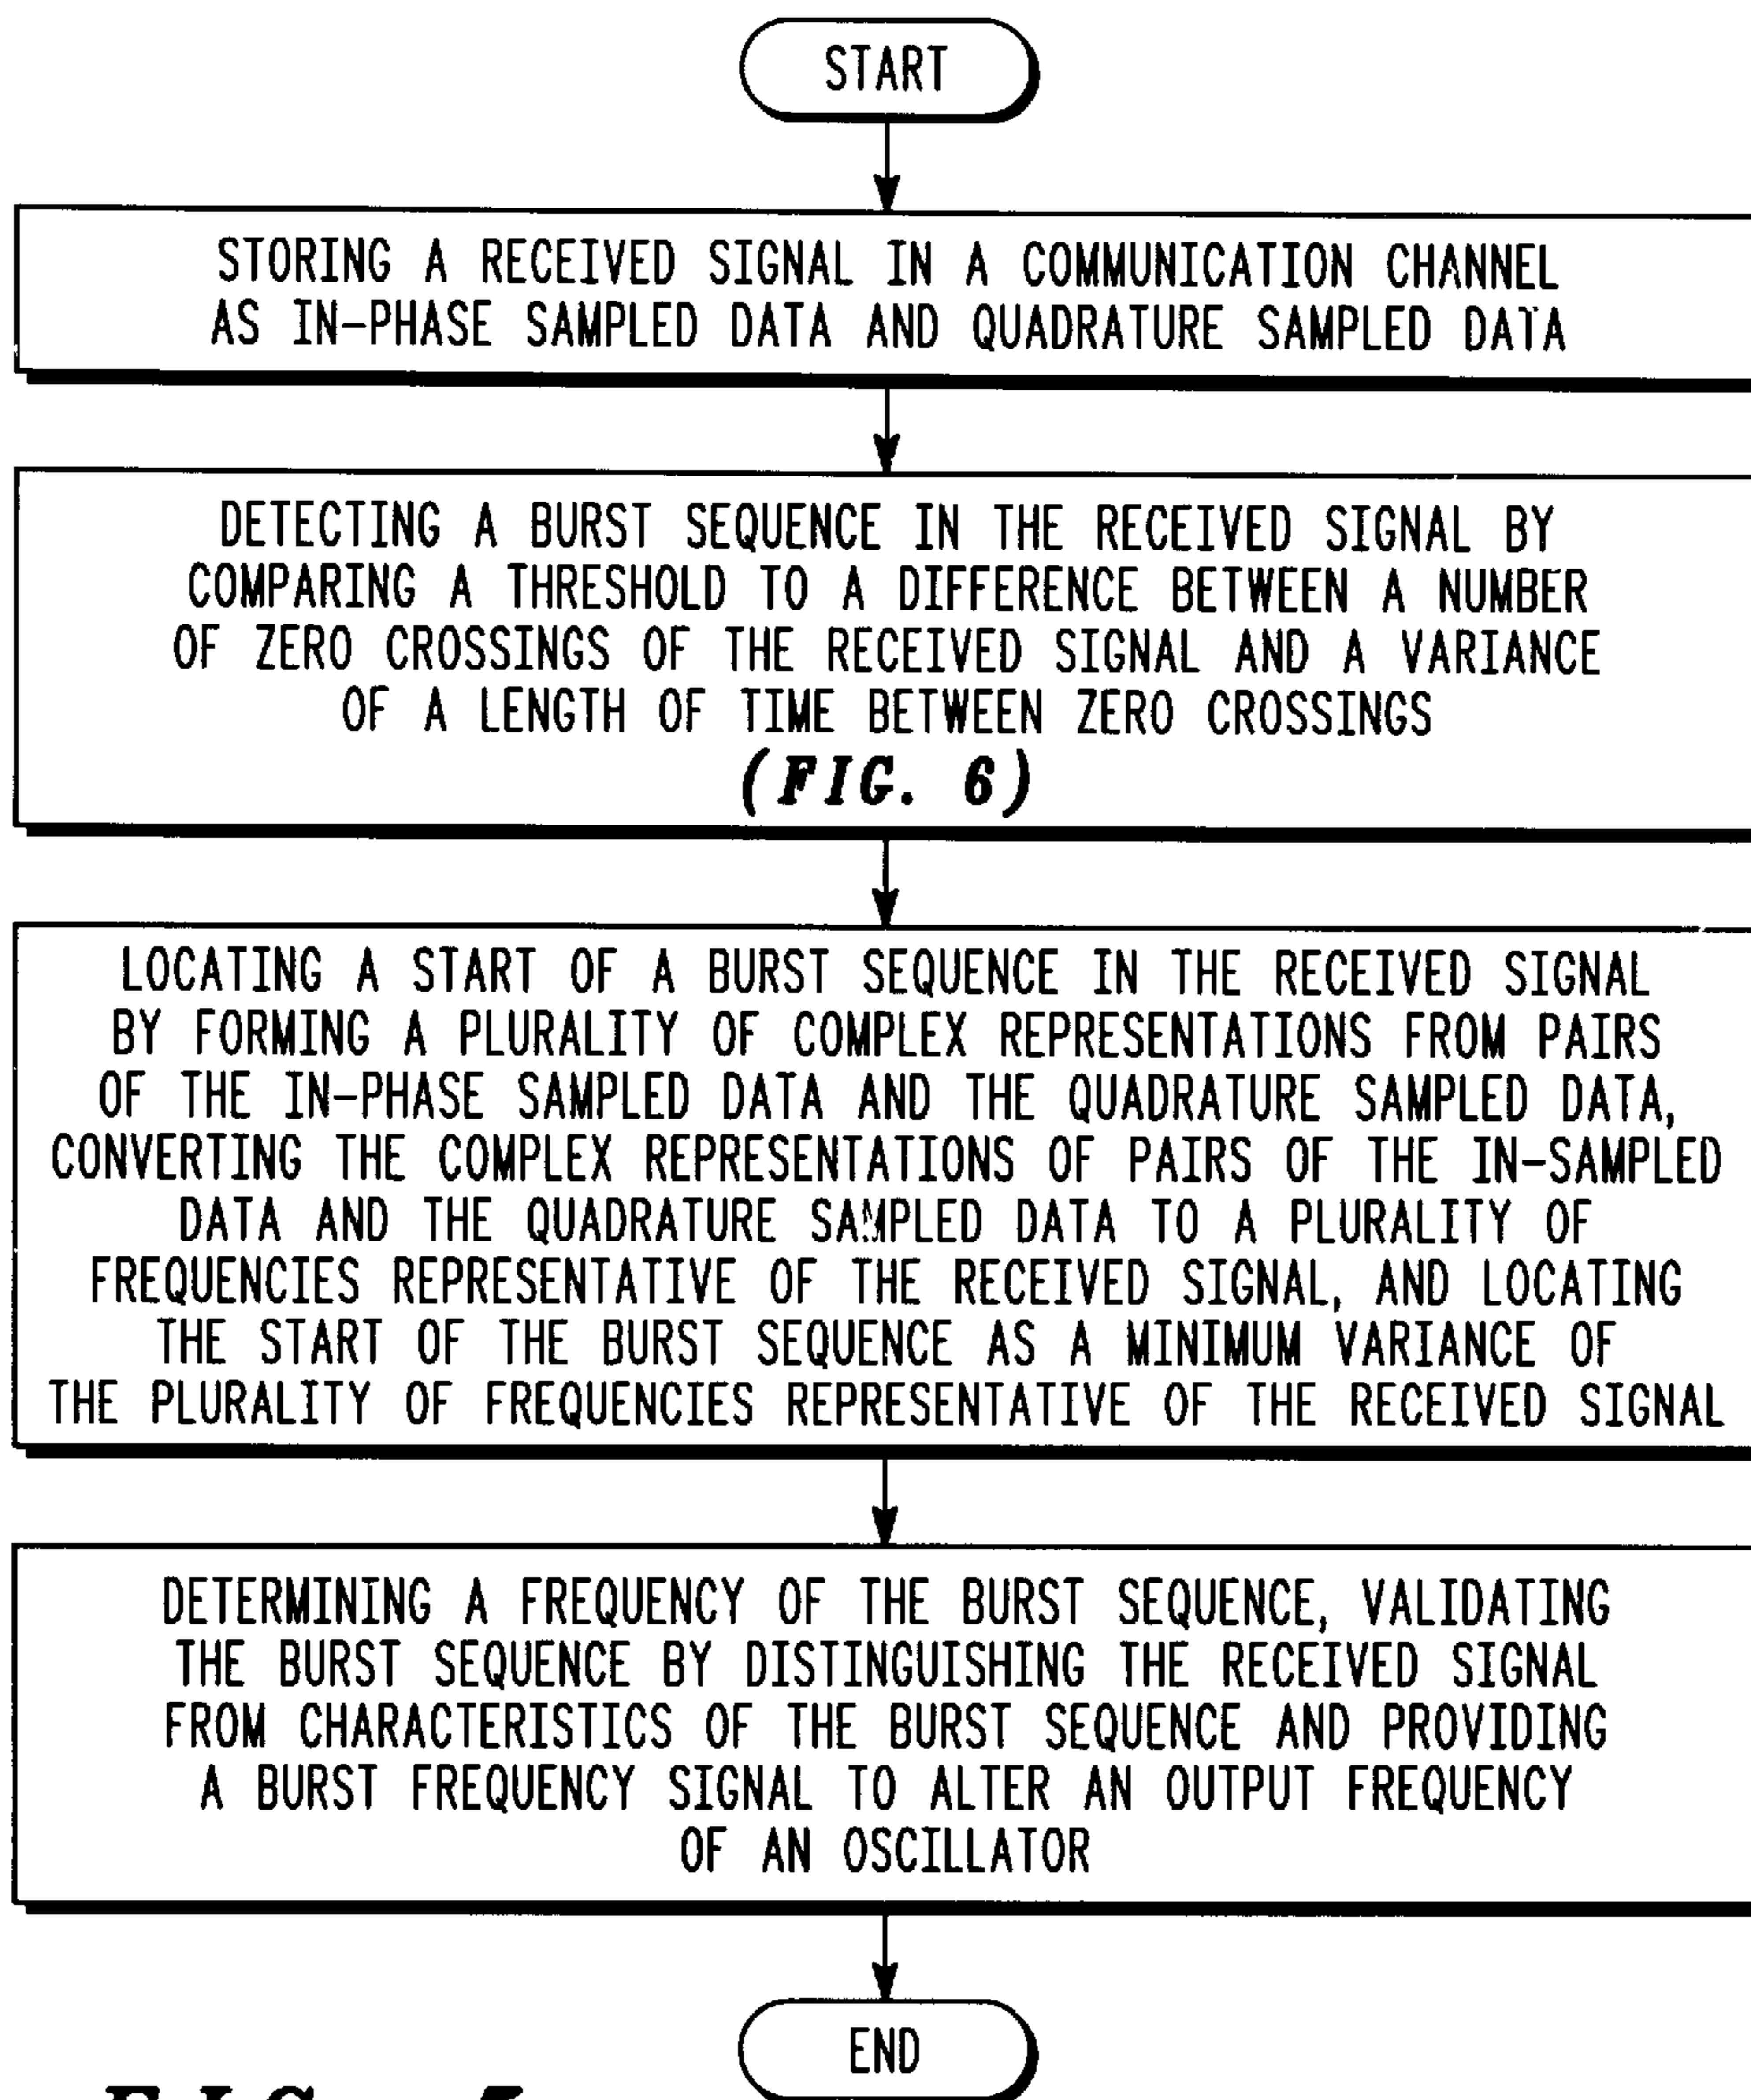 START
STORING A RECEIVED SIGNAL IN A COMMUNICATION CHANNEL
AS IN-PHASE SAMPLED DATA AND QUADRATURE SAMPLED DATA
DETECTING A BURST SEQUENCE IN THE RECEIVED SIGNAL BY
COMPARING A THRESHOLD TO A DIFFERENCE BETWEEN A NUMBER
OF ZERO CROSSINGS OF THE RECEIVED SIGNAL AND A VARIANCE
OF A LENGTH OF TIME BETWEEN ZERO CROSSINGS
(FIG. 6)
LOCATING A START OF A BURST SEQUENCE IN THE RECEIVED SIGNAL
BY FORMING A PLURALITY OF COMPLEX REPRESENTATIONS FROM PAIRS
OF THE IN-PHASE SAMPLED DATA AND THE QUADRATURE SAMPLED DATA,
CONVERTING THE COMPLEX REPRESENTATIONS OF PAIRS OF THE IN-SAMPLED
DATA AND THE QUADRATURE SAMPLED DATA TO A PLURALITY OF
FREQUENCIES REPRESENTATIVE OF THE RECEIVED SIGNAL, AND LOCATING
THE START OF THE BURST SEQUENCE AS A MINIMUM VARIANCE OF
THE PLURALITY OF FREQUENCIES REPRESENTATIVE OF THE RECEIVED SIGNAL
DETERMINING A FREQUENCY OF THE BURST SEQUENCE, VALIDATING
THE BURST SEQUENCE BY DISTINGUISHING THE RECEIVED SIGNAL
FROM CHARACTERISTICS OF THE BURST SEQUENCE AND PROVIDING
A BURST FREQUENCY SIGNAL TO ALTER AN OUTPUT FREQUENCY
OF AN OSCILLATOR
END